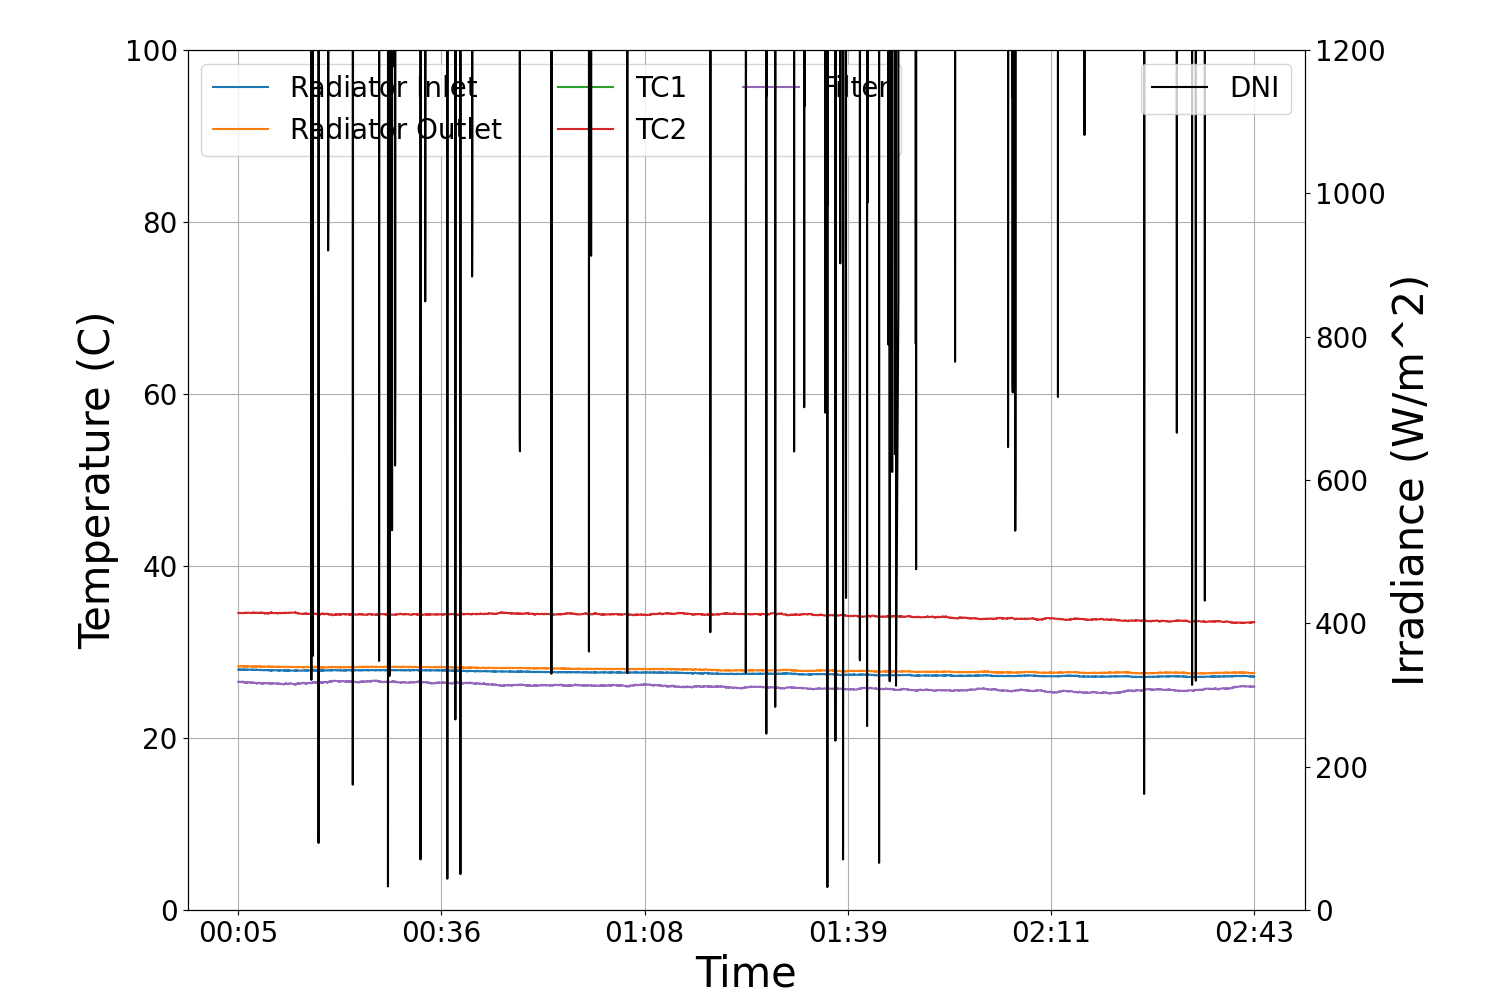 100
80
60
40
20
0
Temperature (C)
Radiator Inlet
Radiator Outlet
TC1
TC2
Filter
DNI
1200
1000
800
600
400
200
0
Irradiance (W/m^2)
00:05 00:36 01:08 01:39 02:11 02:43
Time